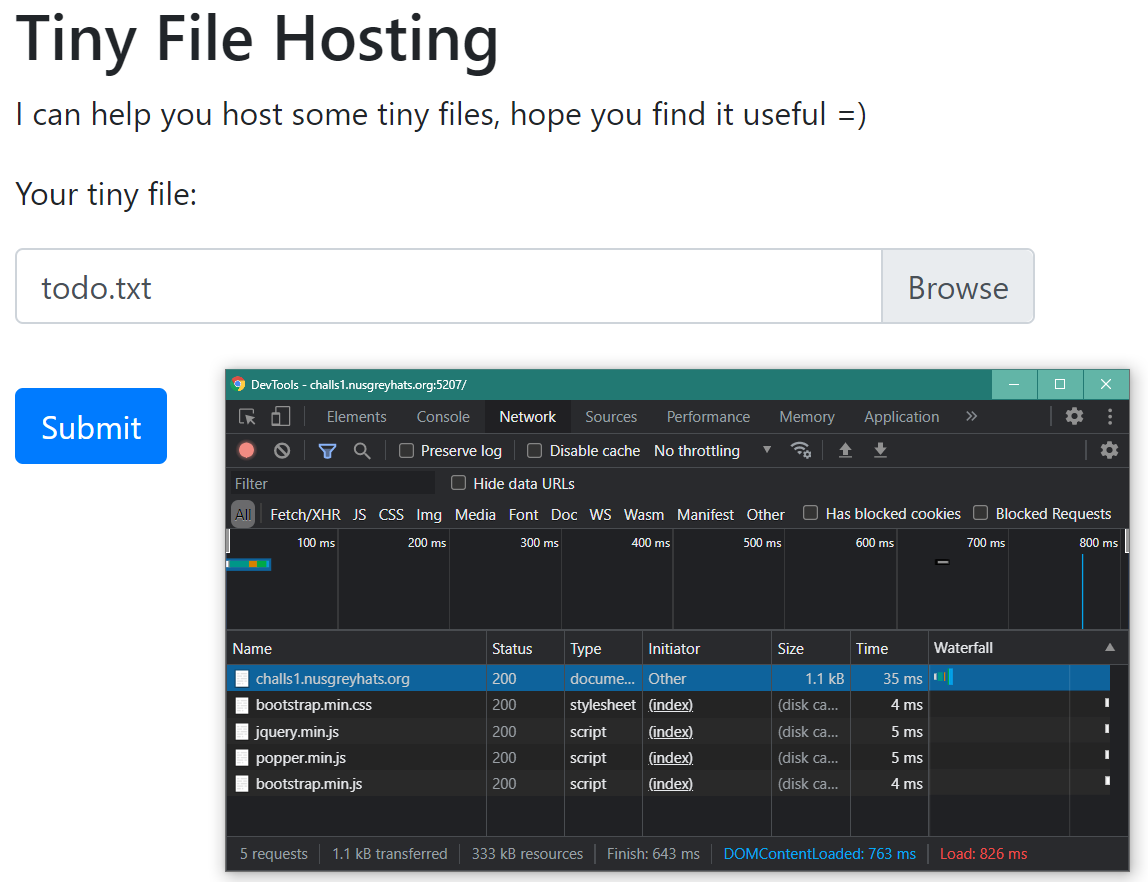 Tiny File Hosting
I can help you host some tiny files, hope you find it useful =)
Your tiny file:
todo.txt Browse
Submit
DevTools - challs1.nusgreyhats.org:5207/
Elements Console Network Sources Performance Memory Application
Preserve log Disable cache No throttling
Filter Hide data URLs
All Fetch/XHR JS CSS Img Media Font Doc WS Wasm Manifest Other Has blocked cookies Blocked Requests
100 ms 200 ms 300 ms 400 ms 500 ms 600 ms 700 ms 800 ms
Name Status Type Initiator Size Time Waterfall
challs1.nusgreyhats.org 200 docume... Other 1.1 kB 35 ms
bootstrap.min.css 200 stylesheet (index) (disk ca... 4 ms
jquery.min.js 200 script (index) (disk ca... 5 ms
popper.min.js 200 script (index) (disk ca... 5 ms
bootstrap.min.js 200 script (index) (disk ca... 4 ms
5 requests 1.1 kB transferred 333 kB resources Finish: 643 ms DOMContentLoaded: 763 ms Load: 826 ms